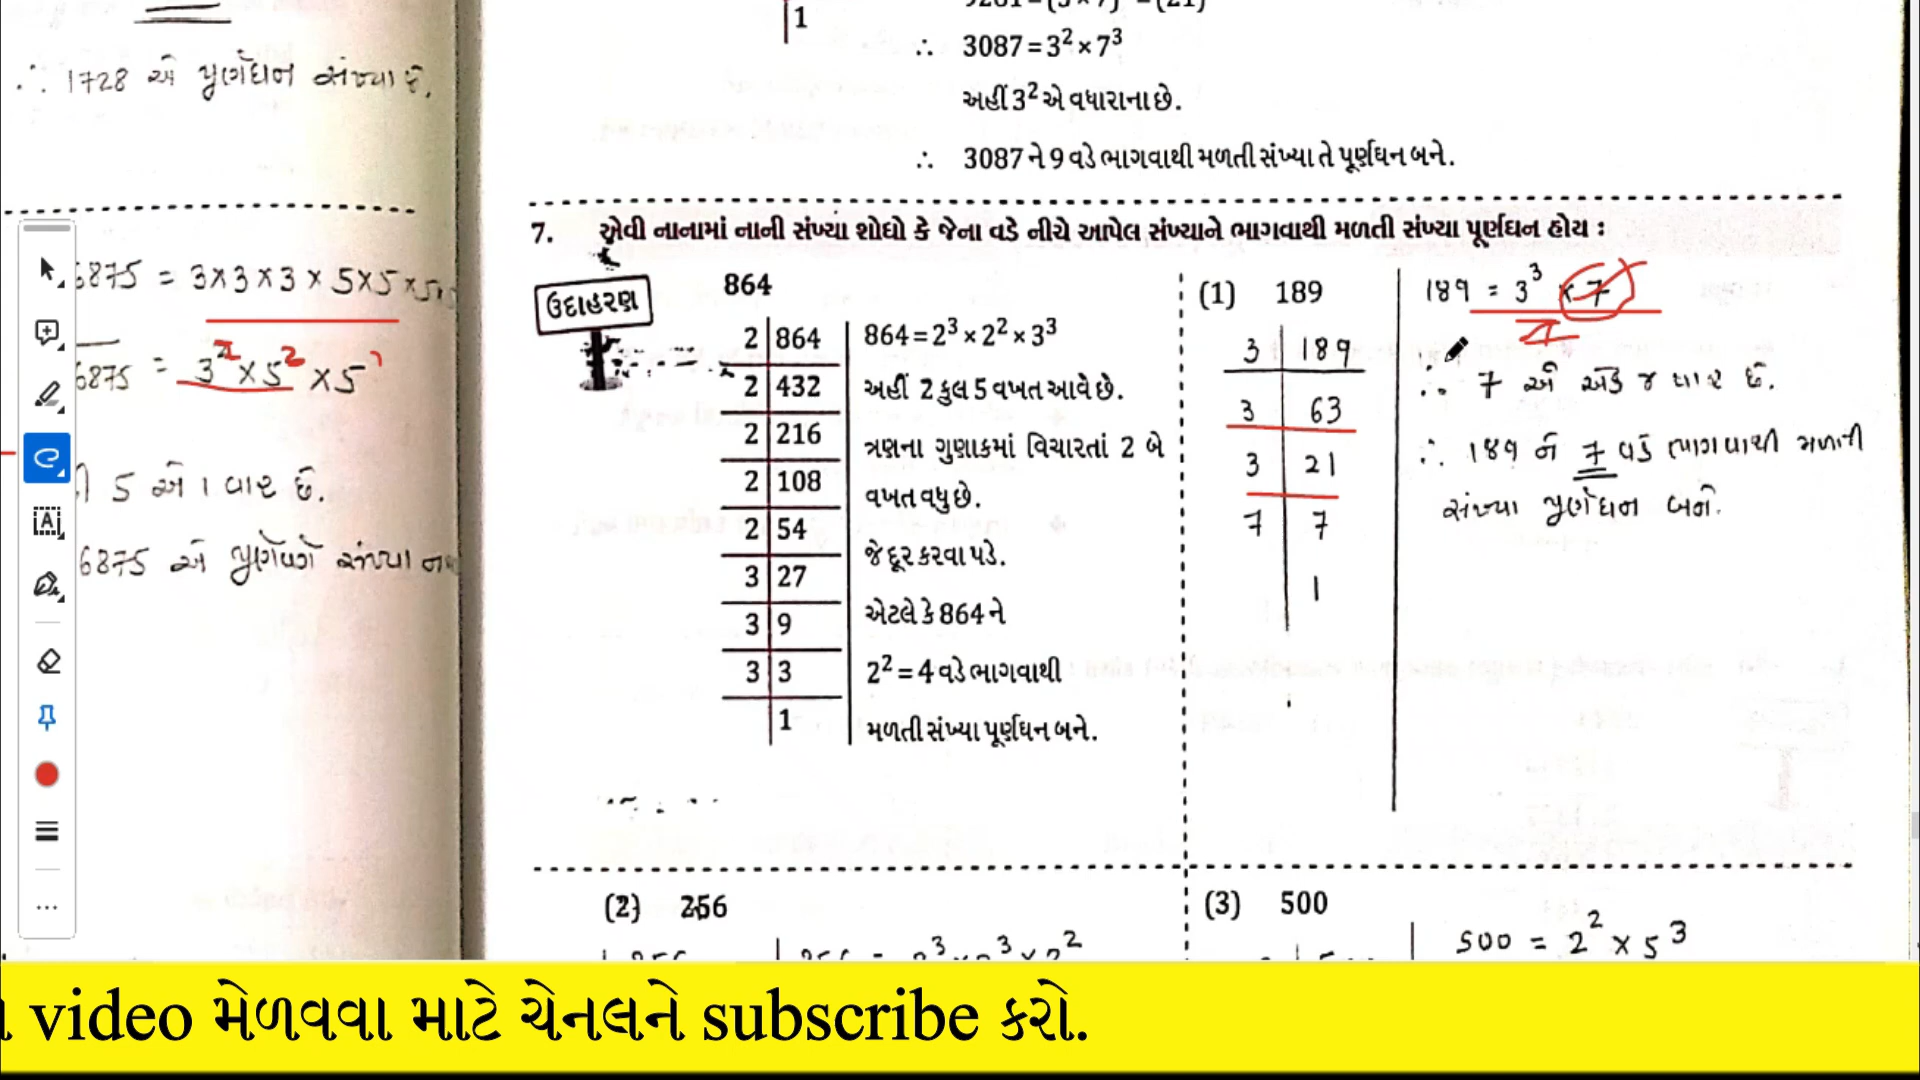 1
∴ 3087 = 3² × 7³
અહીં 3² એ વધારાના છે.
∴ 3087 ને 9 વડે ભાગવાથી મળતી સંખ્યા તે પૂર્ણઘન બને.
∴ 1728 એ પૂર્ણઘન સંખ્યા છે.
6875 = 3×3×3 × 5×5×5×5
6875 = 3 × 5² × 5¹
5 એ 1 વાર છે.
6875 એ પૂર્ણઘન સંખ્યા
7. એવી નાનામાં નાની સંખ્યા શોધો કે જેના વડે નીચે આપેલ સંખ્યાને ભાગવાથી મળતી સંખ્યા પૂર્ણઘન હોય :
ઉદાહરણ
864
2 864
2 432
2 216
2 108
2 54
3 27
3 9
3 3
1
864 = 2³ × 2² × 3³
અહીં 2 કુલ 5 વખત આવે છે.
ત્રણના ગુણાકમાં વિચારતાં 2 બે
વખત વધુ છે.
જે દૂર કરવા પડે.
એટલે કે 864 ને
2² = 4 વડે ભાગવાથી
મળતી સંખ્યા પૂર્ણઘન બને.
(1) 189
3 189
3 63
3 21
7 7
1
189 = 3³ × 7
7
∴ 7 એ એક જ વાર છે.
∴ 189 ને 7 વડે ભાગવાથી મળતી
સંખ્યા પૂર્ણઘન બને.
(2) 256
(3) 500
500 = 2² × 5³
video મેળવવા માટે ચેનલને subscribe કરો.